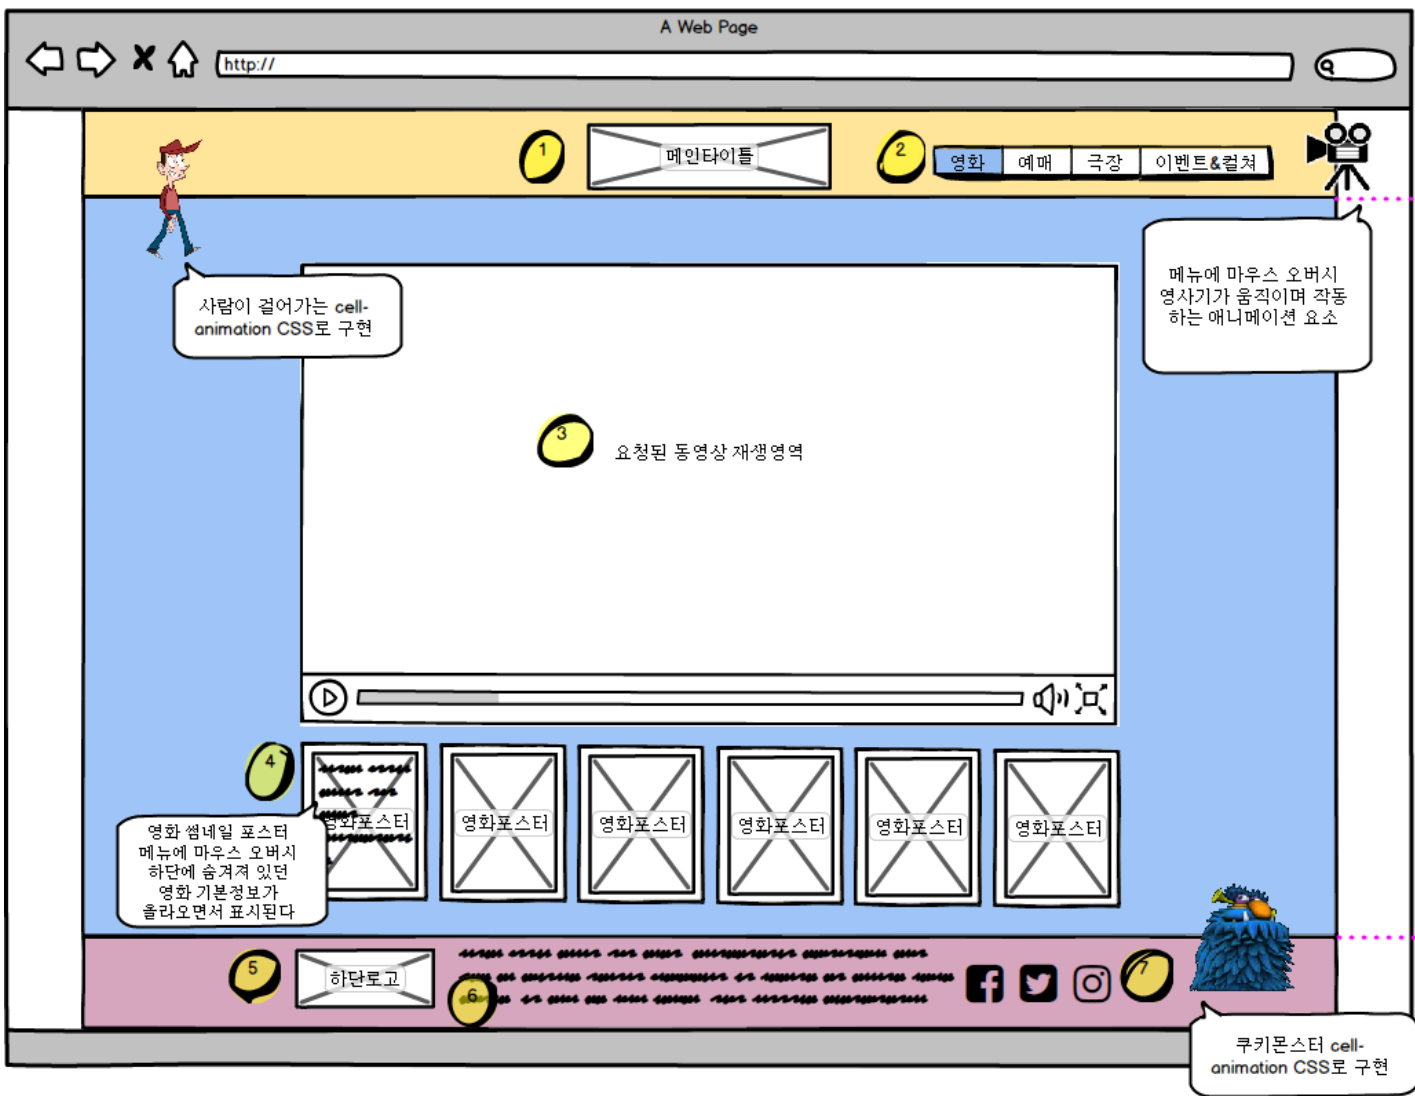 A Web Page
http://
1
메인타이틀
2
영화
예매
극장
이벤트&컬쳐
사람이 걸어가는 cell-
animation CSS로 구현
메뉴에 마우스 오버시
영사기가 움직이며 작동
하는 애니메이션 요소
3
요청된 동영상 재생영역
4
영화포스터
영화포스터
영화포스터
영화포스터
영화포스터
영화포스터
영화 썸네일 포스터
메뉴에 마우스 오버시
하단에 숨겨져 있던
영화 기본정보가
올라오면서 표시된다
5
하단로고
6
7
쿠키몬스터 cell-
animation CSS로 구현